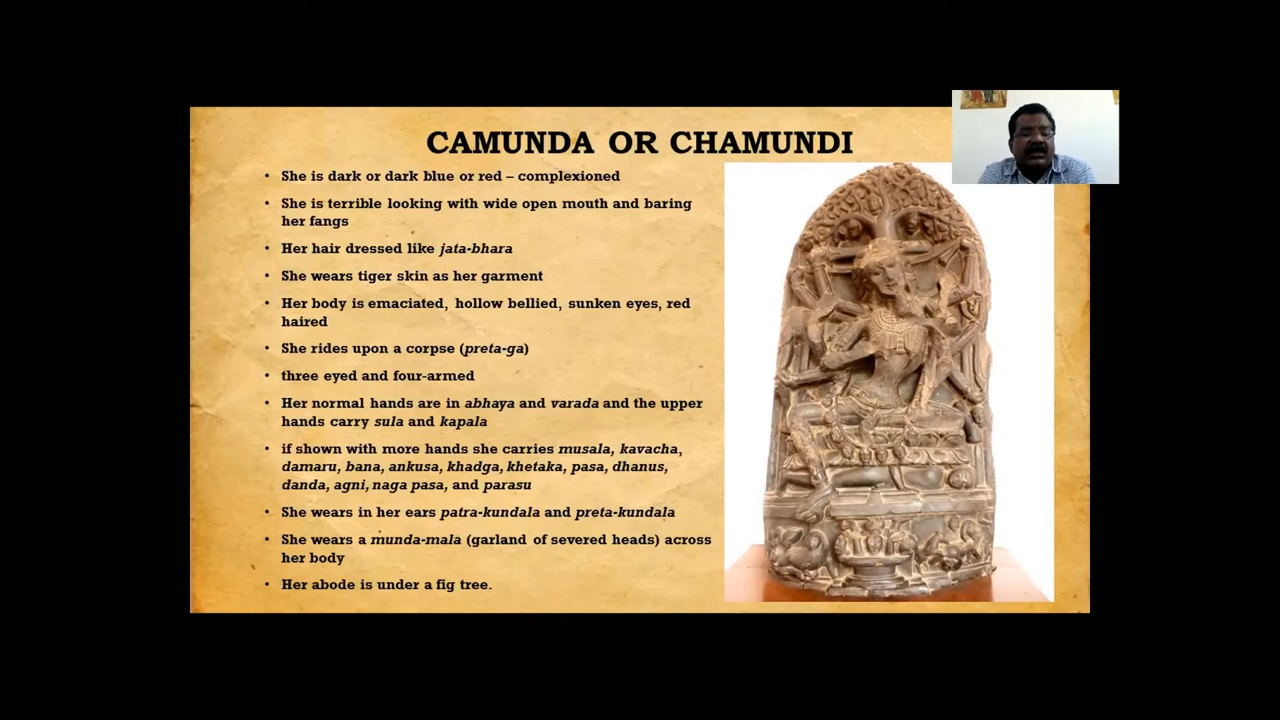 CAMUNDA OR CHAMUNDI
• She is dark or dark blue or red – complexioned
• She is terrible looking with wide open mouth and baring
her fangs
• Her hair dressed like jata-bhara
• She wears tiger skin as her garment
• Her body is emaciated, hollow bellied, sunken eyes, red
haired
• She rides upon a corpse (preta-ga)
• three eyed and four-armed
• Her normal hands are in abhaya and varada and the upper
hands carry sula and kapala
• if shown with more hands she carries musala, kavacha,
damaru, bana, ankusa, khadga, khetaka, pasa, dhanus,
danda, agni, naga pasa, and parasu
• She wears in her ears patra-kundala and preta-kundala
• She wears a munda-mala (garland of severed heads) across
her body
• Her abode is under a fig tree.